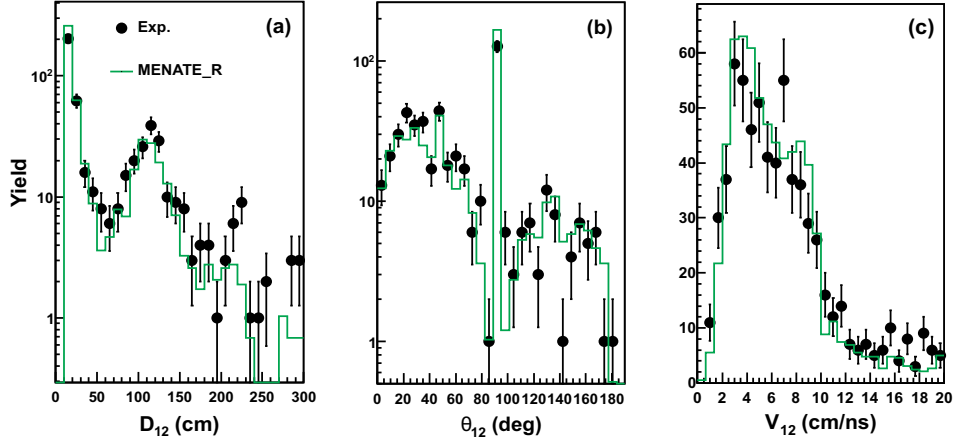 (a)
Exp.
MENATE_R
Yield
10²
10
1
0 50 100 150 200 250 300
D₁₂ (cm)
(b)
10²
10
1
0 20 40 60 80 100 120 140 160 180
θ₁₂ (deg)
(c)
60
50
40
30
20
10
0
0 2 4 6 8 10 12 14 16 18 20
V₁₂ (cm/ns)